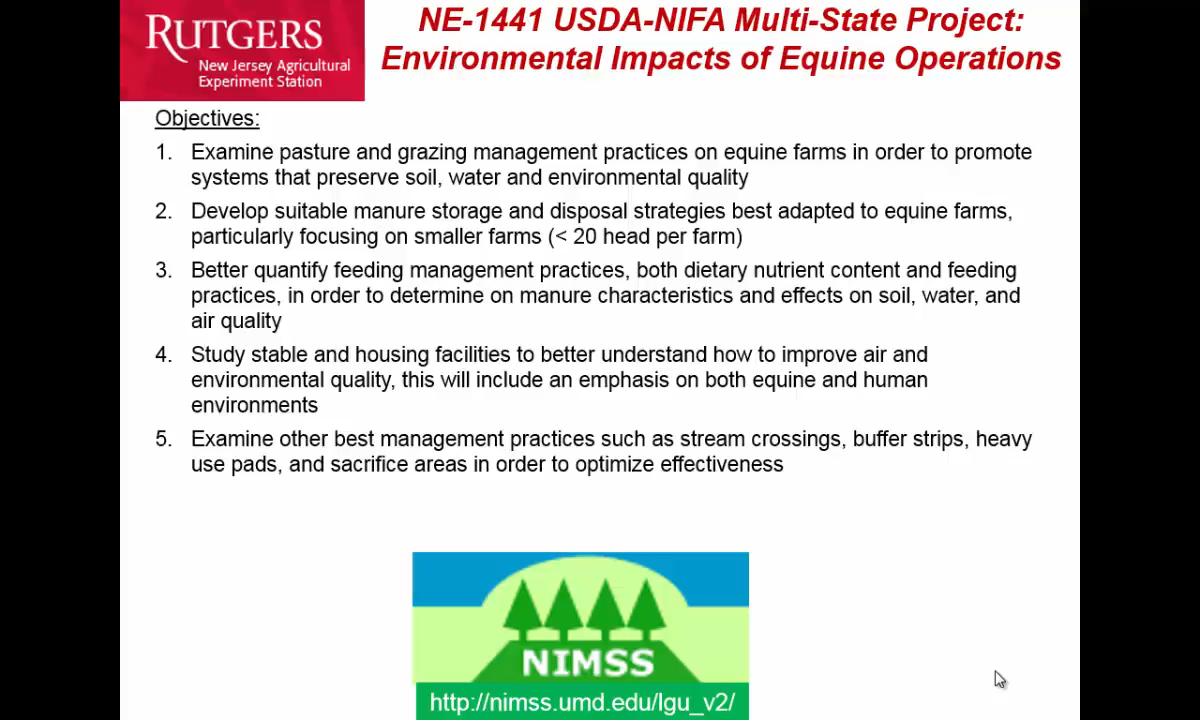 RUTGERS
New Jersey Agricultural
Experiment Station
NE-1441 USDA-NIFA Multi-State Project:
Environmental Impacts of Equine Operations
Objectives:
1. Examine pasture and grazing management practices on equine farms in order to promote
systems that preserve soil, water and environmental quality
2. Develop suitable manure storage and disposal strategies best adapted to equine farms,
particularly focusing on smaller farms (< 20 head per farm)
3. Better quantify feeding management practices, both dietary nutrient content and feeding
practices, in order to determine on manure characteristics and effects on soil, water, and
air quality
4. Study stable and housing facilities to better understand how to improve air and
environmental quality, this will include an emphasis on both equine and human
environments
5. Examine other best management practices such as stream crossings, buffer strips, heavy
use pads, and sacrifice areas in order to optimize effectiveness
NIMSS
http://nimss.umd.edu/lgu_v2/